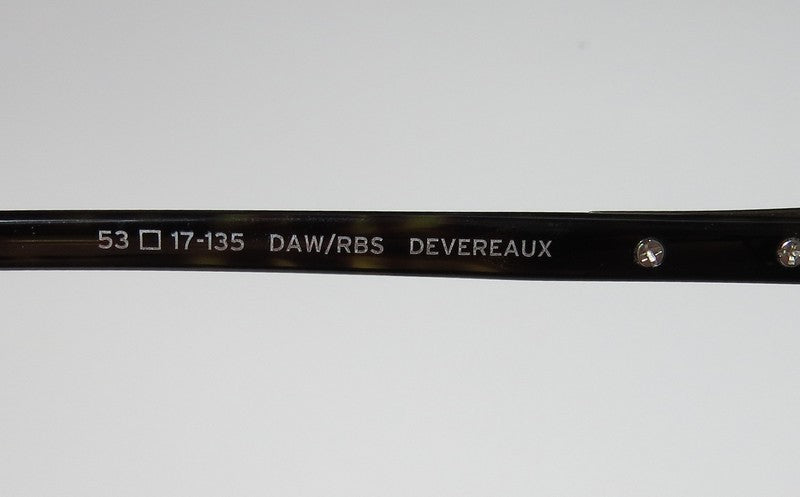 53 □ 17-135 DAW/RBS DEVEREAUX